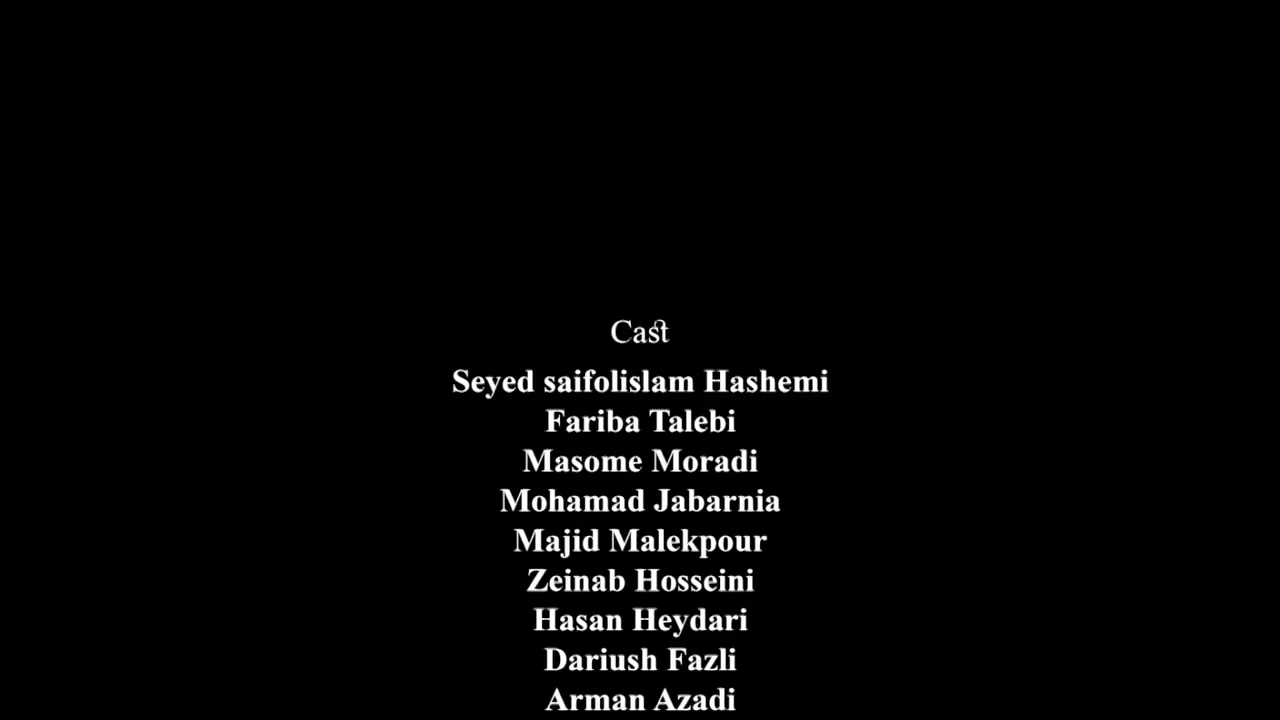 Cast
Seyed saifolislam Hashemi
Fariba Talebi
Masome Moradi
Mohamad Jabarnia
Majid Malekpour
Zeinab Hosseini
Hasan Heydari
Dariush Fazli
Arman Azadi